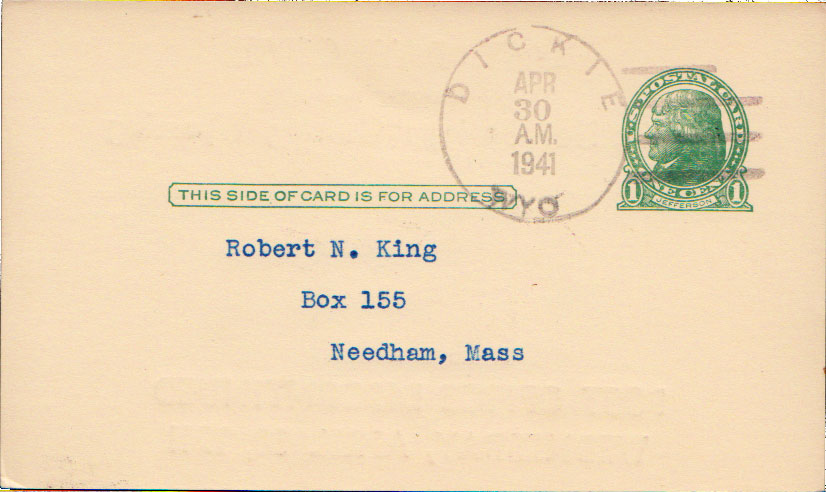 DICKIE
APR
30
A.M.
1941
WYO
U.S. POSTAL CARD
ONE CENT
1 JEFFERSON 1
THIS SIDE OF CARD IS FOR ADDRESS
Robert N. King
Box 155
Needham, Mass